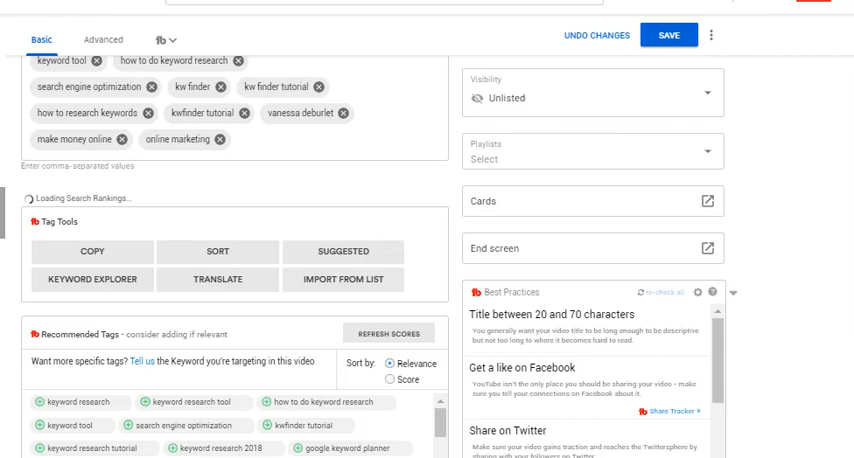 Basic
Advanced
UNDO CHANGES
SAVE
keyword tool
how to do keyword research
search engine optimization
kw finder
kw finder tutorial
how to research keywords
kwfinder tutorial
vanessa deburlet
make money online
online marketing
Enter comma-separated values
Loading Search Rankings...
Tag Tools
COPY
SORT
SUGGESTED
KEYWORD EXPLORER
TRANSLATE
IMPORT FROM LIST
Recommended Tags - consider adding if relevant
REFRESH SCORES
Want more specific tags? Tell us the Keyword you're targeting in this video
Sort by:
Relevance
Score
keyword research
keyword research tool
how to do keyword research
keyword tool
search engine optimization
kwfinder tutorial
keyword research tutorial
keyword research 2018
google keyword planner
Visibility
Unlisted
Playlists
Select
Cards
End screen
Best Practices
re-check all
Title between 20 and 70 characters
You generally want your video title to be long enough to be descriptive
but not too long to where it becomes hard to read.
Get a like on Facebook
YouTube isn't the only place you should be sharing your video - make
sure you tell your connections on Facebook about it.
Share Tracker »
Share on Twitter
Make sure your video gains traction and reaches the Twittersphere by
sharing with your followers on Twitter.